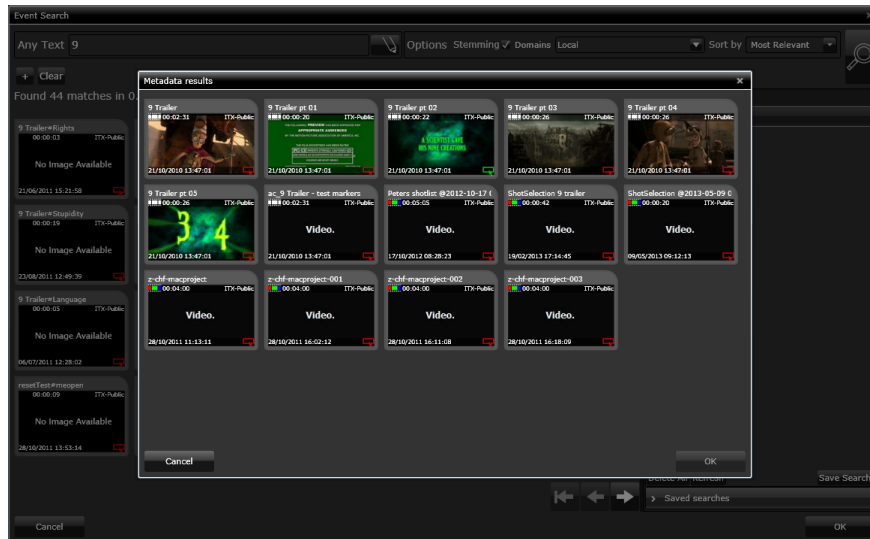 Event Search
Any Text 9
Options Stemming Domains Local Sort by Most Relevant
+ Clear
Found 44 matches in 0.
Metadata results
9 Trailer
00:02:31 ITX-Public
21/10/2010 13:47:01
9 Trailer pt 01
00:00:20 ITX-Public
APPROPRIATE AUDIENCES
21/10/2010 13:47:01
9 Trailer pt 02
00:00:22 ITX-Public
A SCIENTIST GAVE
HIS NINE CREATIONS
21/10/2010 13:47:01
9 Trailer pt 03
00:00:26 ITX-Public
21/10/2010 13:47:01
9 Trailer pt 04
00:00:26 ITX-Public
21/10/2010 13:47:01
9 Trailer pt 05
00:00:26 ITX-Public
3 4
21/10/2010 13:47:01
ac_9 Trailer - test markers
00:02:31 ITX-Public
Video.
21/10/2010 13:47:01
Peters shotlist @2012-10-17 (
00:05:05 ITX-Public
Video.
17/10/2012 08:28:23
ShotSelection 9 trailer
00:00:42 ITX-Public
Video.
19/02/2013 17:14:45
ShotSelection @2013-05-09 0
00:00:20 ITX-Public
Video.
09/05/2013 09:12:13
z-chf-macproject
00:04:00 ITX-Public
Video.
28/10/2011 11:13:11
z-chf-macproject-001
00:04:00 ITX-Public
Video.
28/10/2011 16:02:12
z-chf-macproject-002
00:04:00 ITX-Public
Video.
28/10/2011 16:11:08
z-chf-macproject-003
00:04:00 ITX-Public
Video.
28/10/2011 16:18:09
Cancel
OK
9 Trailer#Rights
00:00:03 ITX-Public
No Image Available
21/06/2011 15:21:58
9 Trailer#Stupidity
00:00:19 ITX-Public
No Image Available
23/08/2011 12:49:39
9 Trailer#Language
00:00:05 ITX-Public
No Image Available
06/07/2011 12:28:02
resetTest#meopen
00:00:09 ITX-Public
No Image Available
28/10/2011 13:53:14
Delete All Refresh
Save Search
> Saved searches
Cancel
OK